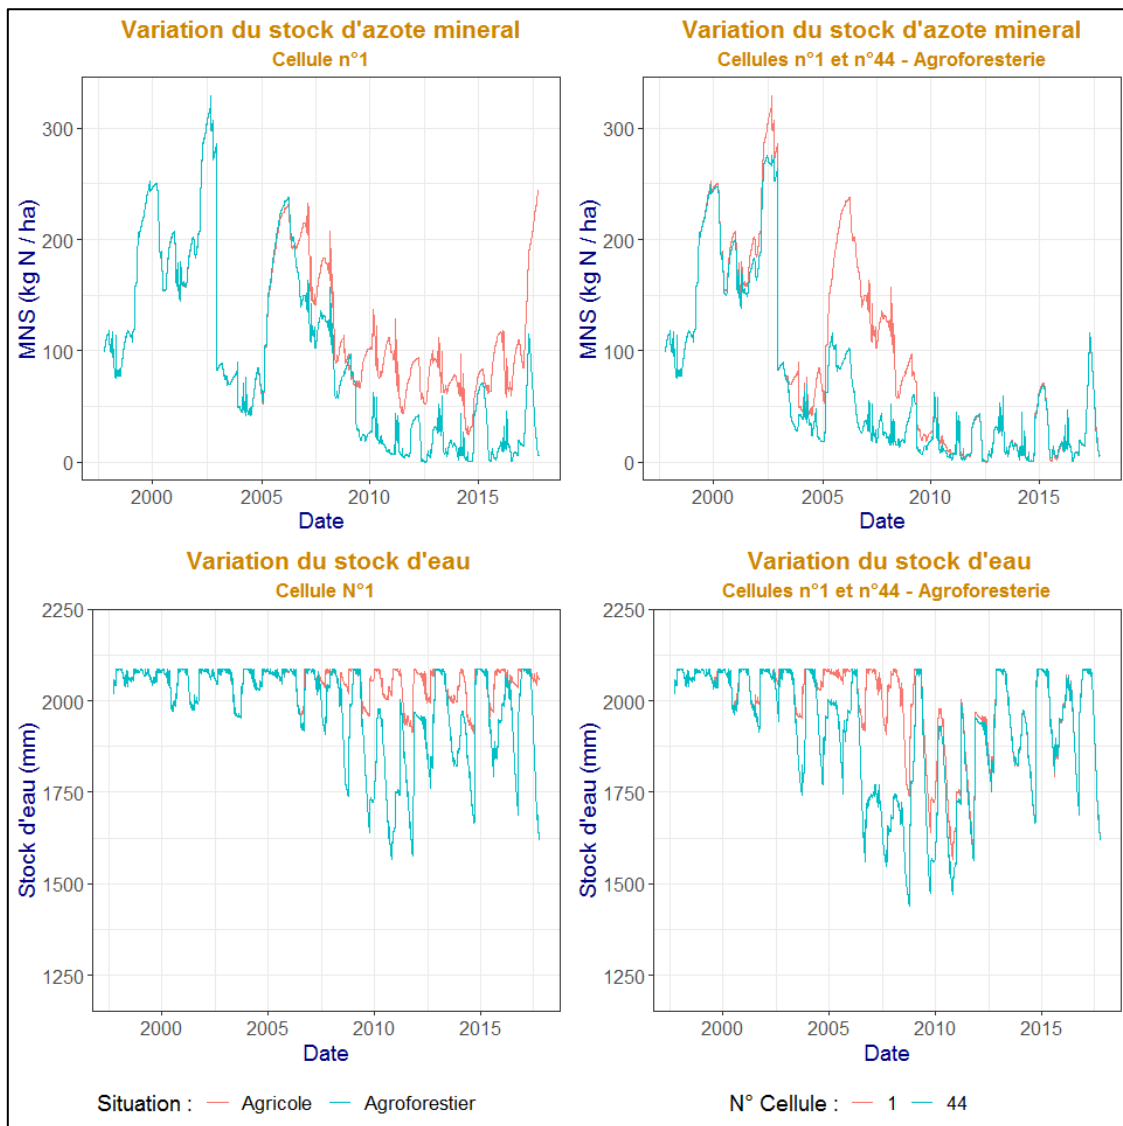 Variation du stock d'azote mineral
Cellule n°1
300
200
100
0
MNS (kg N / ha)
2000 2005 2010 2015
Date
Variation du stock d'azote mineral
Cellules n°1 et n°44 - Agroforesterie
300
200
100
0
MNS (kg N / ha)
2000 2005 2010 2015
Date
Variation du stock d'eau
Cellule N°1
2250
2000
1750
1500
1250
Stock d'eau (mm)
2000 2005 2010 2015
Date
Variation du stock d'eau
Cellules n°1 et n°44 - Agroforesterie
2250
2000
1750
1500
1250
Stock d'eau (mm)
2000 2005 2010 2015
Date
Situation : Agricole Agroforestier
N° Cellule : 1 44